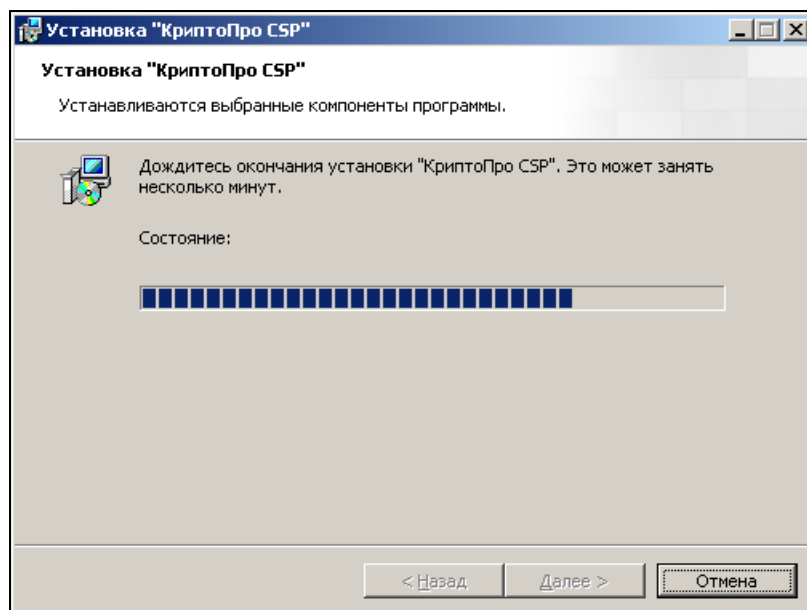 Установка "КриптоПро CSP"
Установка "КриптоПро CSP"
Устанавливаются выбранные компоненты программы.
Дождитесь окончания установки "КриптоПро CSP". Это может занять
несколько минут.
Состояние:
< Назад Далее > Отмена